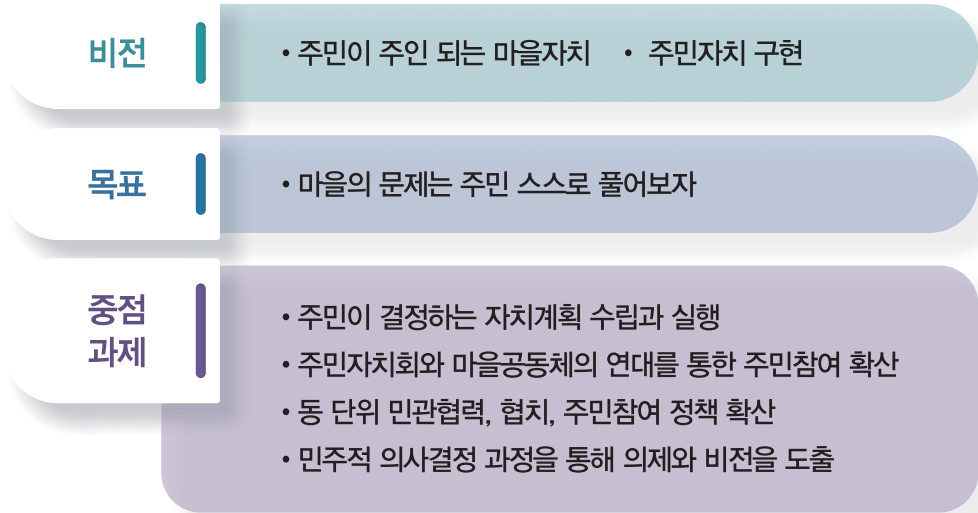 비전
• 주민이 주인 되는 마을자치 • 주민자치 구현
목표
• 마을의 문제는 주민 스스로 풀어보자
중점
과제
• 주민이 결정하는 자치계획 수립과 실행
• 주민자치회와 마을공동체의 연대를 통한 주민참여 확산
• 동 단위 민관협력, 협치, 주민참여 정책 확산
• 민주적 의사결정 과정을 통해 의제와 비전을 도출